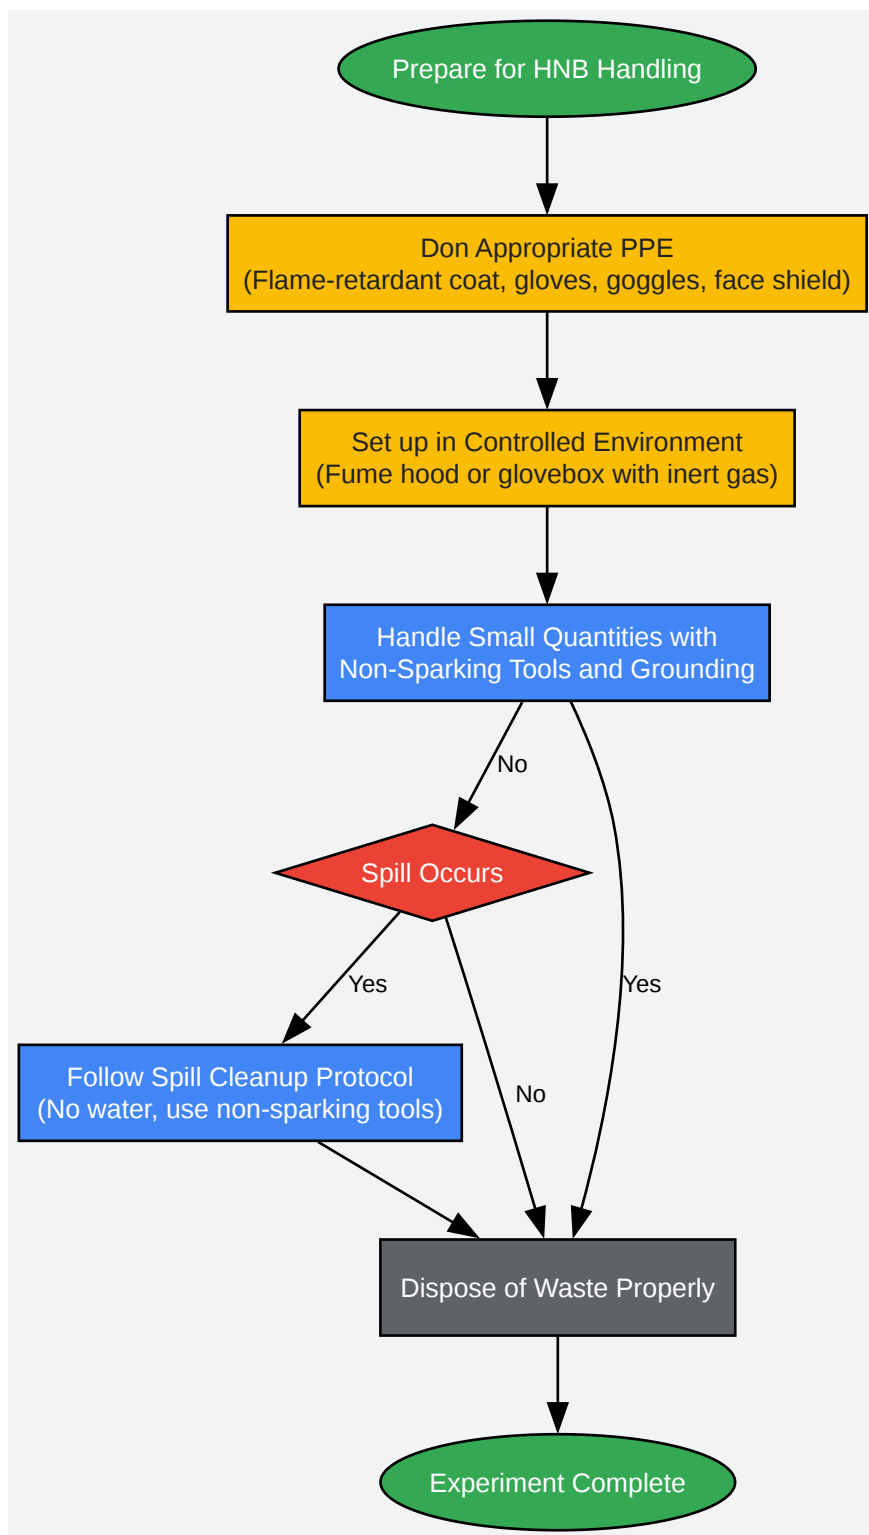 Prepare for HNB Handling
Don Appropriate PPE
(Flame-retardant coat, gloves, goggles, face shield)
Set up in Controlled Environment
(Fume hood or glovebox with inert gas)
Handle Small Quantities with
Non-Sparking Tools and Grounding
No
Spill Occurs
Yes
Yes
Follow Spill Cleanup Protocol
(No water, use non-sparking tools)
No
Dispose of Waste Properly
Experiment Complete